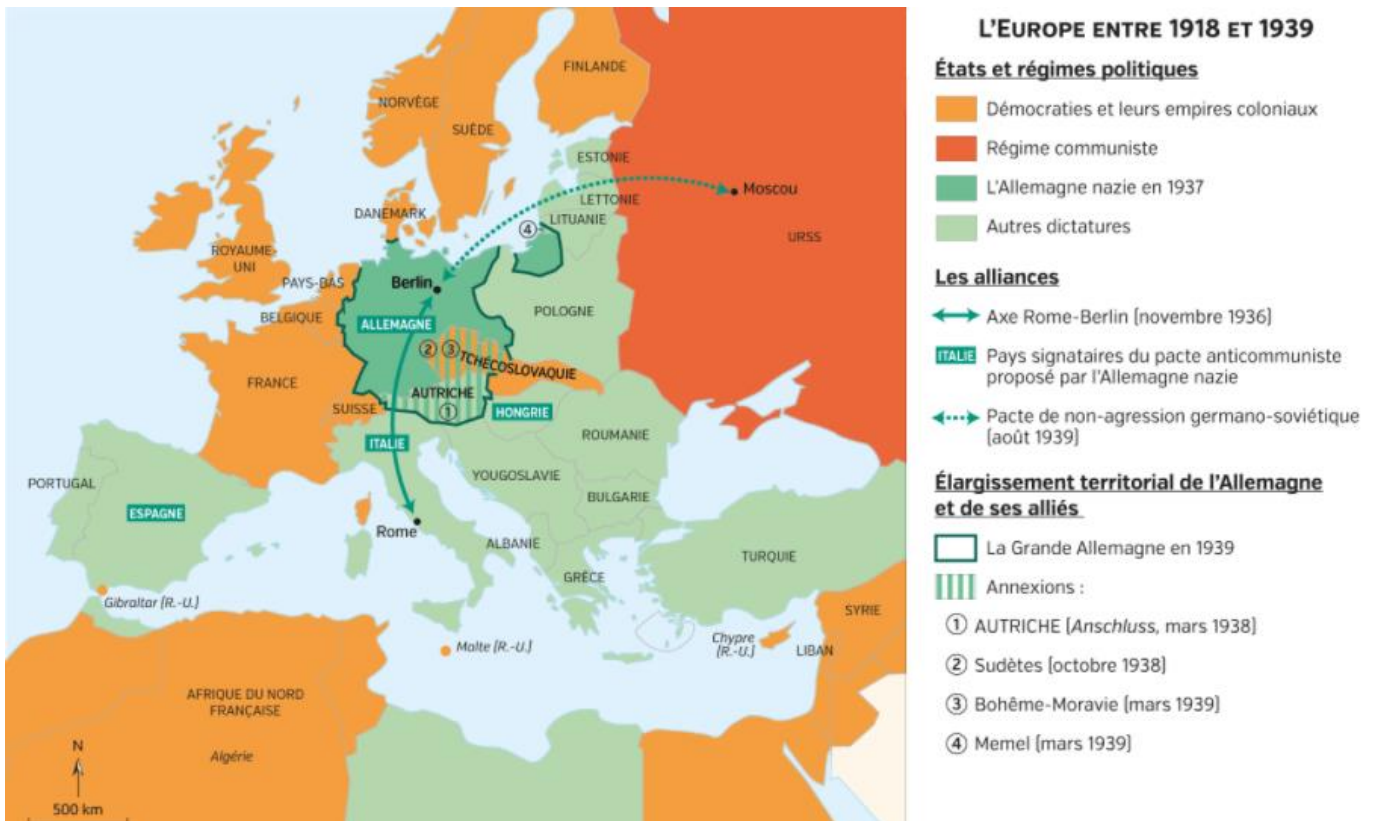 FINLANDE
NORVÈGE
SUÈDE
ESTONIE
Moscou
LETTONIE
DANEMARK
LITUANIE
④
URSS
ROYAUME-
UNI
PAYS-BAS
Berlin
POLOGNE
BELGIQUE
ALLEMAGNE
② ③ TCHÉCOSLOVAQUIE
FRANCE
AUTRICHE
①
SUISSE
HONGRIE
ITALIE
ROUMANIE
YOUGOSLAVIE
PORTUGAL
BULGARIE
ESPAGNE
Rome
ALBANIE
TURQUIE
GRÈCE
Gibraltar (R.-U.)
SYRIE
Malte (R.-U.)
Chypre
(R.-U.)
LIBAN
AFRIQUE DU NORD
FRANÇAISE
Algérie
N
500 km
L'EUROPE ENTRE 1918 ET 1939
États et régimes politiques
Démocraties et leurs empires coloniaux
Régime communiste
L'Allemagne nazie en 1937
Autres dictatures
Les alliances
Axe Rome-Berlin (novembre 1936)
ITALIE Pays signataires du pacte anticommuniste
proposé par l'Allemagne nazie
Pacte de non-agression germano-soviétique
(août 1939)
Élargissement territorial de l'Allemagne
et de ses alliés
La Grande Allemagne en 1939
Annexions :
① AUTRICHE (Anschluss, mars 1938)
② Sudètes (octobre 1938)
③ Bohême-Moravie (mars 1939)
④ Memel (mars 1939)